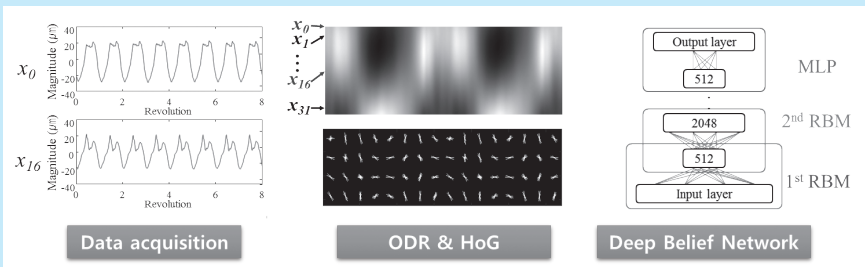 x0
Magnitude (μm)
40
20
0
-20
-40
0
2
4
6
8
Revolution
x16
Magnitude (μm)
40
20
0
-20
-40
0
2
4
6
8
Revolution
Data acquisition
x0
x1
x16
x31
ODR & HoG
Output layer
512
MLP
2048
2nd RBM
512
1st RBM
Input layer
Deep Belief Network